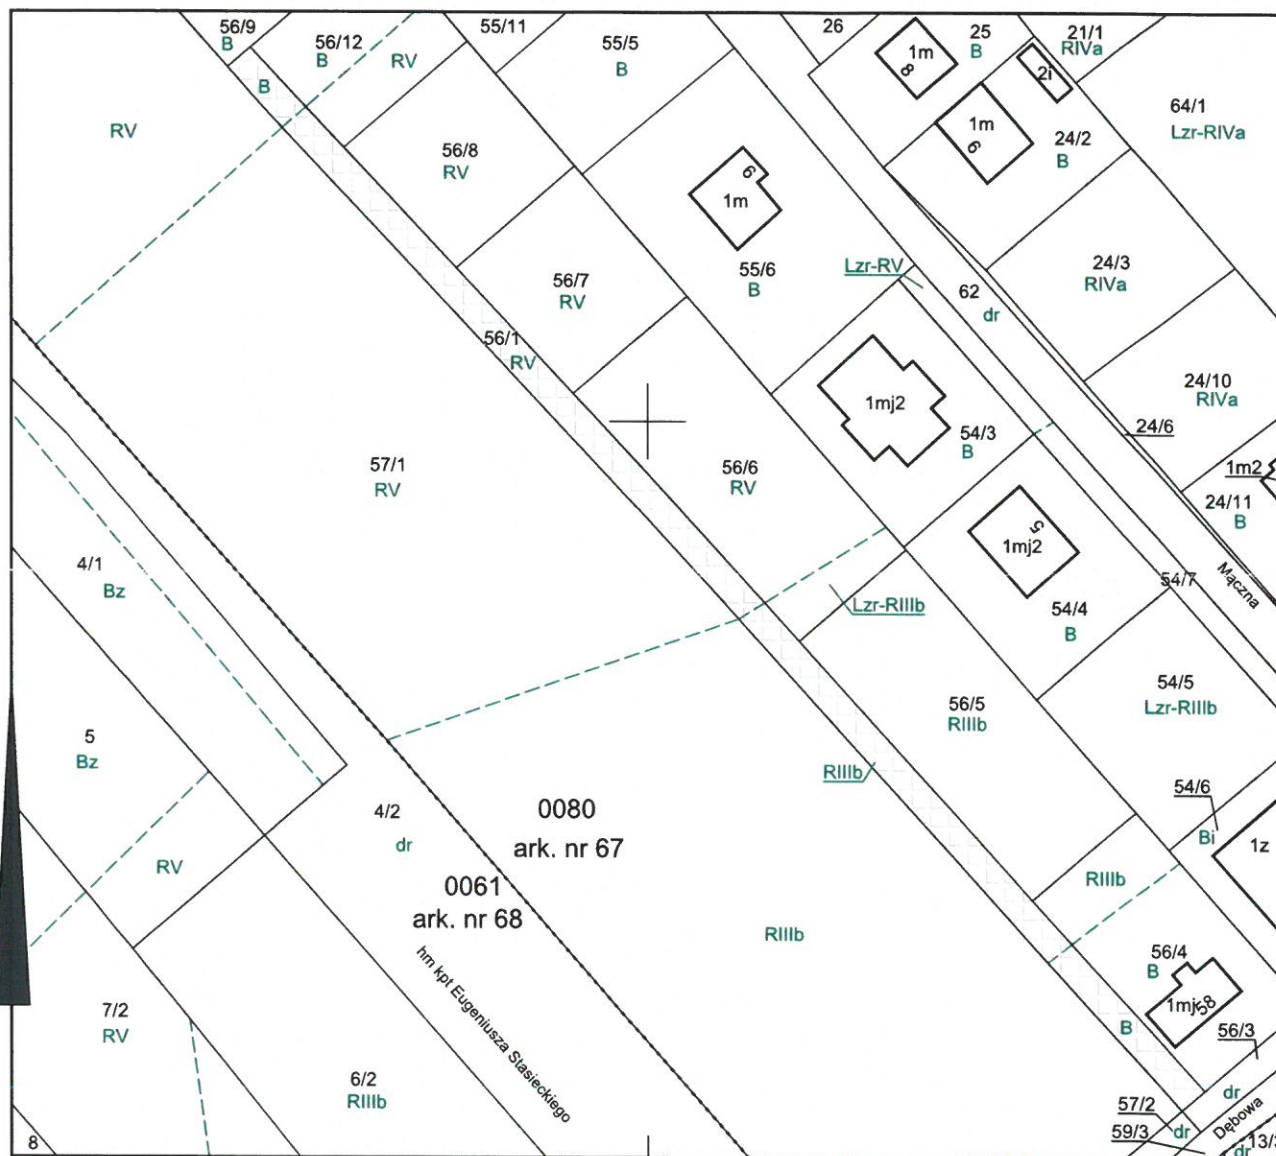 56/9
B
56/12
B
RV
55/11
55/5
B
26
1m
8
25
B
21/1
RIVa
2i
B
RV
64/1
Lzr-RIVa
1m
6
24/2
B
56/8
RV
6
1m
55/6
B
Lzr-RV
62
dr
24/3
RIVa
56/7
RV
56/1
RV
24/10
RIVa
1mj2
54/3
B
24/6
57/1
RV
56/6
RV
1m2
24/11
B
5
1mj2
4/1
Bz
Mączna
54/7
Lzr-RIIIb
54/4
B
54/5
Lzr-RIIIb
56/5
RIIIb
5
Bz
RIIIb
54/6
Bi
1z
4/2
dr
0080
ark. nr 67
0061
ark. nr 68
RV
RIIIb
RIIIb
56/4
B
1mj
58
hm kpt Eugeniusza Stasieckiego
7/2
RV
B
56/3
6/2
RIIIb
dr
57/2
dr
Dębowa
59/3
dr
13/3
8